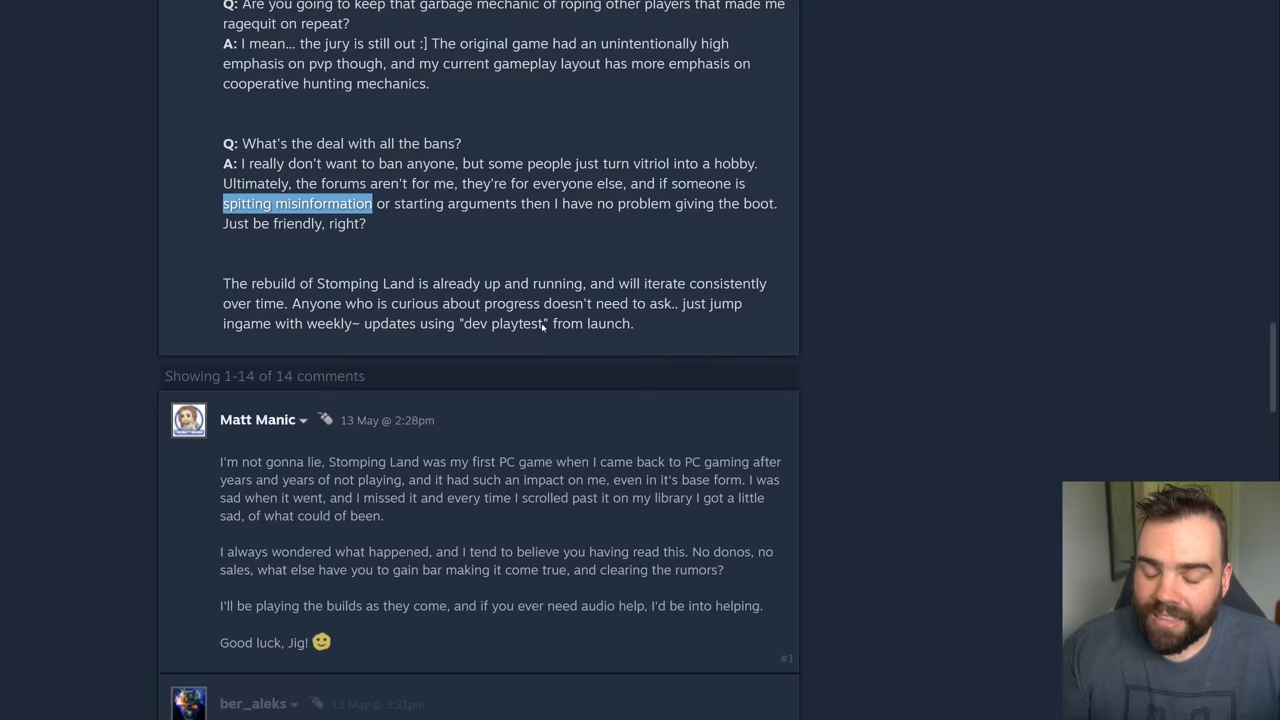 Q: Are you going to keep that garbage mechanic of roping other players that made me
ragequit on repeat?
A: I mean... the jury is still out :] The original game had an unintentionally high
emphasis on pvp though, and my current gameplay layout has more emphasis on
cooperative hunting mechanics.
Q: What's the deal with all the bans?
A: I really don't want to ban anyone, but some people just turn vitriol into a hobby.
Ultimately, the forums aren't for me, they're for everyone else, and if someone is
spitting misinformation or starting arguments then I have no problem giving the boot.
Just be friendly, right?
The rebuild of Stomping Land is already up and running, and will iterate consistently
over time. Anyone who is curious about progress doesn't need to ask.. just jump
ingame with weekly~ updates using "dev playtest" from launch.
Showing 1-14 of 14 comments
Matt Manic 13 May @ 2:28pm
I'm not gonna lie, Stomping Land was my first PC game when I came back to PC gaming after
years and years of not playing, and it had such an impact on me, even in it's base form. I was
sad when it went, and I missed it and every time I scrolled past it on my library I got a little
sad, of what could of been.
I always wondered what happened, and I tend to believe you having read this. No donos, no
sales, what else have you to gain bar making it come true, and clearing the rumors?
I'll be playing the builds as they come, and if you ever need audio help, I'd be into helping.
Good luck, Jig!
#1
ber_aleks 13 May @ 3:21pm